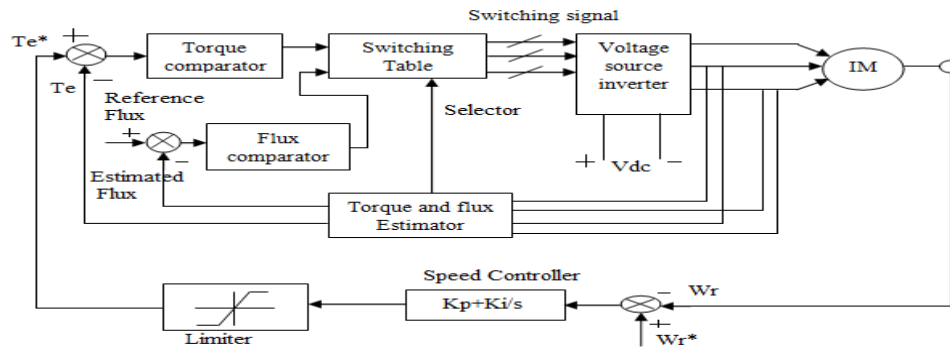 Switching signal
Te*
+
Torque
comparator
Switching
Table
Voltage
source
inverter
IM
Te
−
Reference
Flux
+
−
Flux
comparator
Selector
+
Vdc
−
Estimated
Flux
Torque and flux
Estimator
Speed Controller
Kp+Ki/s
−
Wr
+
Wr*
Limiter